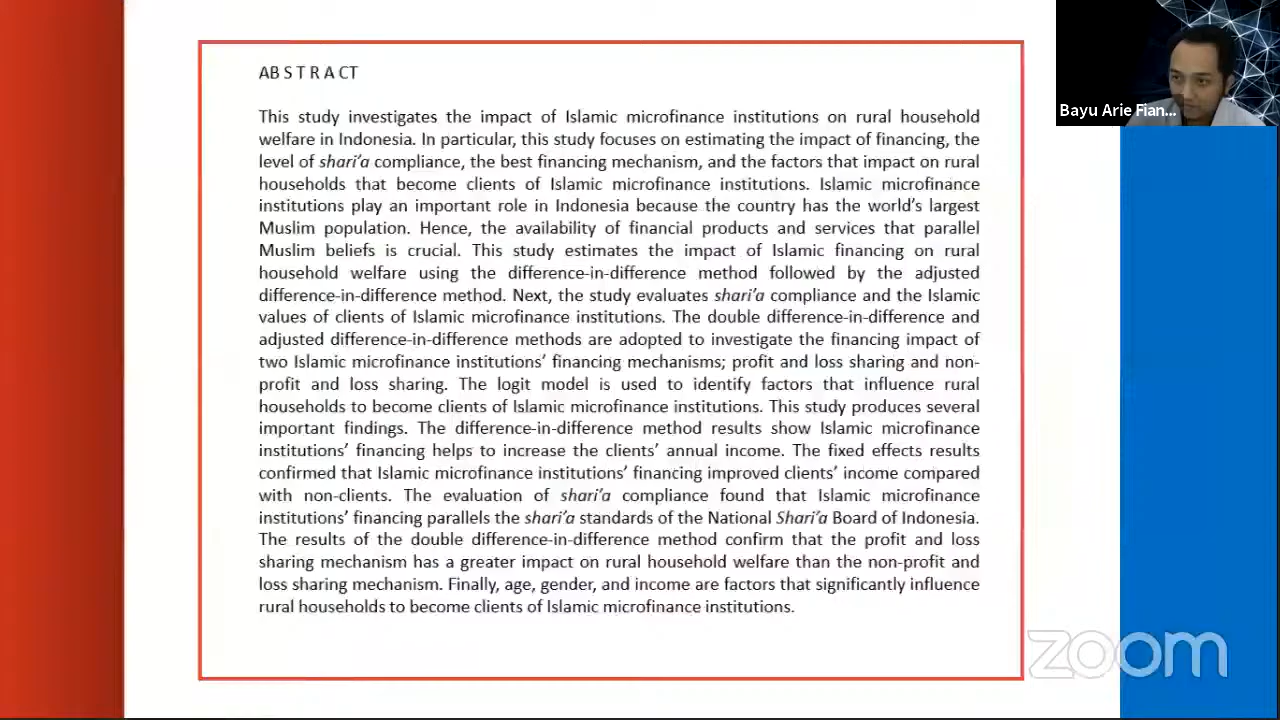 ABSTRACT
This study investigates the impact of Islamic microfinance institutions on rural household
welfare in Indonesia. In particular, this study focuses on estimating the impact of financing, the
level of shari’a compliance, the best financing mechanism, and the factors that impact on rural
households that become clients of Islamic microfinance institutions. Islamic microfinance
institutions play an important role in Indonesia because the country has the world’s largest
Muslim population. Hence, the availability of financial products and services that parallel
Muslim beliefs is crucial. This study estimates the impact of Islamic financing on rural
household welfare using the difference-in-difference method followed by the adjusted
difference-in-difference method. Next, the study evaluates shari’a compliance and the Islamic
values of clients of Islamic microfinance institutions. The double difference-in-difference and
adjusted difference-in-difference methods are adopted to investigate the financing impact of
two Islamic microfinance institutions’ financing mechanisms; profit and loss sharing and non-
profit and loss sharing. The logit model is used to identify factors that influence rural
households to become clients of Islamic microfinance institutions. This study produces several
important findings. The difference-in-difference method results show Islamic microfinance
institutions’ financing helps to increase the clients’ annual income. The fixed effects results
confirmed that Islamic microfinance institutions’ financing improved clients’ income compared
with non-clients. The evaluation of shari’a compliance found that Islamic microfinance
institutions’ financing parallels the shari’a standards of the National Shari’a Board of Indonesia.
The results of the double difference-in-difference method confirm that the profit and loss
sharing mechanism has a greater impact on rural household welfare than the non-profit and
loss sharing mechanism. Finally, age, gender, and income are factors that significantly influence
rural households to become clients of Islamic microfinance institutions.
Bayu Arie Fian...
zoom